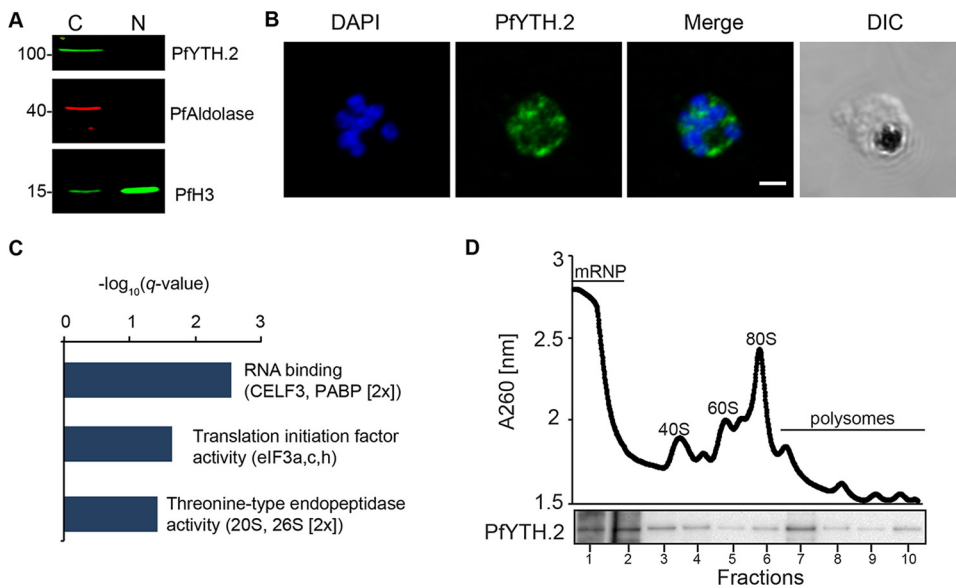 A
C N
100- PfYTH.2
40- PfAldolase
15- PfH3
B
DAPI PfYTH.2 Merge DIC
C
-log10(q-value)
0 1 2 3
RNA binding
(CELF3, PABP [2x])
Translation initiation factor
activity (eIF3a,c,h)
Threonine-type endopeptidase
activity (20S, 26S [2x])
D
3
mRNP
2.5
80S
60S
40S
polysomes
2
1.5
A260 [nm]
PfYTH.2
1 2 3 4 5 6 7 8 9 10
Fractions